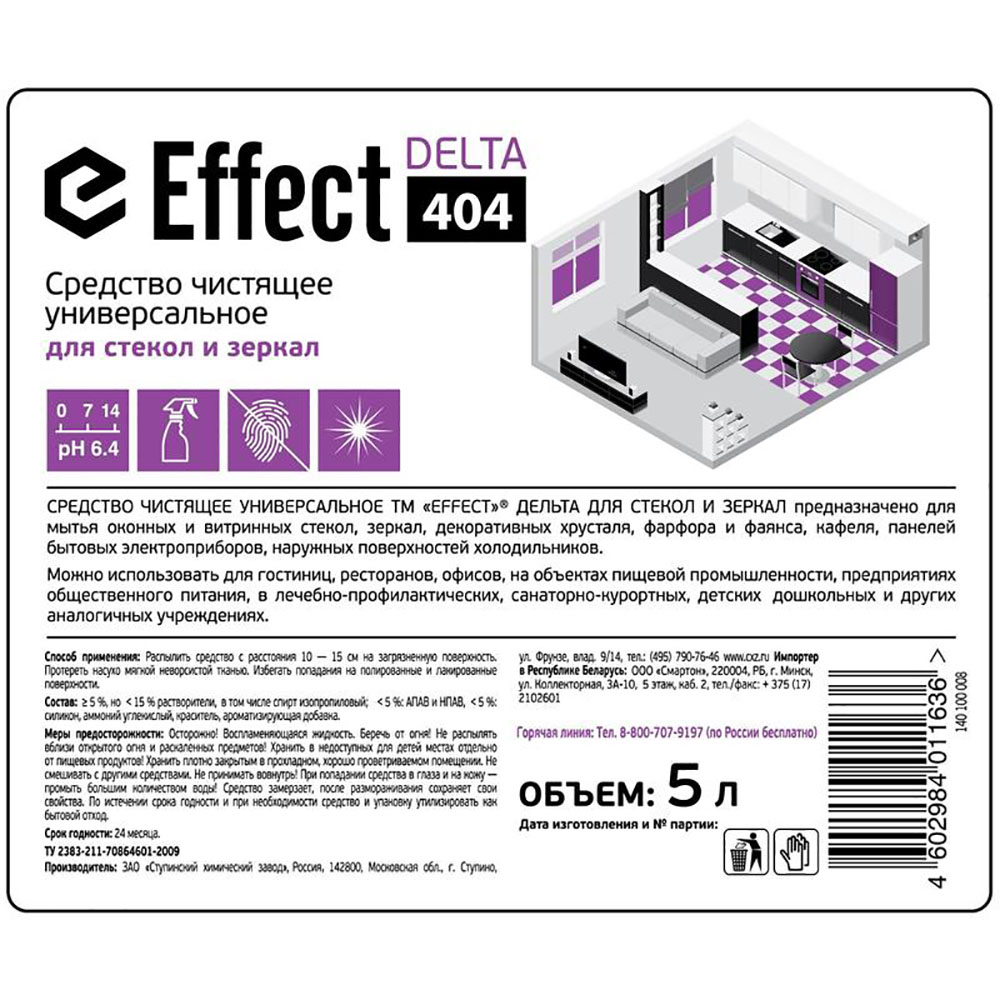 e Effect DELTA
404
Средство чистящее
универсальное
для стекол и зеркал
0 7 14
pH 6.4
СРЕДСТВО ЧИСТЯЩЕЕ УНИВЕРСАЛЬНОЕ ТМ «EFFECT»® ДЕЛЬТА ДЛЯ СТЕКОЛ И ЗЕРКАЛ предназначено для
мытья оконных и витринных стекол, зеркал, декоративных хрусталя, фарфора и фаянса, кафеля, панелей
бытовых электроприборов, наружных поверхностей холодильников.
Можно использовать для гостиниц, ресторанов, офисов, на объектах пищевой промышленности, предприятиях
общественного питания, в лечебно-профилактических, санаторно-курортных, детских дошкольных и других
аналогичных учреждениях.
Способ применения: Распылить средство с расстояния 10 — 15 см на загрязненную поверхность.
Протереть насухо мягкой неворсистой тканью. Избегать попадания на полированные и лакированные
поверхности.
Состав: ≥ 5 %, но < 15 % растворители, в том числе спирт изопропиловый; < 5 %: АПАВ и НПАВ, < 5 %:
силикон, аммоний углекислый, краситель, ароматизирующая добавка.
Меры предосторожности: Осторожно! Воспламеняющаяся жидкость. Беречь от огня! Не распылять
вблизи открытого огня и раскаленных предметов! Хранить в недоступных для детей местах отдельно
от пищевых продуктов! Хранить плотно закрытым в прохладном, хорошо проветриваемом помещении. Не
смешивать с другими средствами. Не принимать вовнутрь! При попадании средства в глаза и на кожу —
промыть большим количеством воды! Средство замерзает, после размораживания сохраняет свои
свойства. По истечении срока годности и при необходимости средство и упаковку утилизировать как
бытовой отход.
Срок годности: 24 месяца.
ТУ 2383-211-70864601-2009
Производитель: ЗАО «Ступинский химический завод», Россия, 142800, Московская обл., г. Ступино,
ул. Фрунзе, влад. 9/14, тел.: (495) 790-76-46 www.cxz.ru Импортер
в Республике Беларусь: ООО «Смартон», 220004, РБ, г. Минск,
ул. Коллекторная, 3А-10, 5 этаж, каб. 2, тел./факс: + 375 (17)
2102601
Горячая линия: Тел. 8-800-707-9197 (по России бесплатно)
ОБЪЕМ: 5 л
Дата изготовления и № партии:
4 602984 011636 >
140 100 008